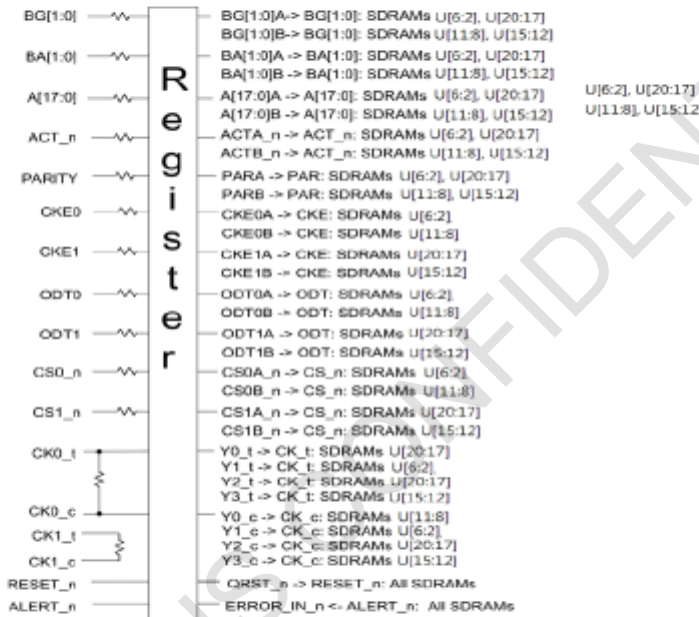 BG[1:0]
BG[1:0]A-> BG[1:0]: SDRAMs U[6:2], U[20:17]
BG[1:0]B-> BG[1:0]: SDRAMs U[11:8], U[15:12]
BA[1:0]
BA[1:0]A -> BA[1:0]: SDRAMs U[6:2], U[20:17]
BA[1:0]B -> BA[1:0]: SDRAMs U[11:8], U[15:12]
A[17:0]
A[17:0]A -> A[17:0]: SDRAMs U[6:2], U[20:17]
A[17:0]B -> A[17:0]: SDRAMs U[11:8], U[15:12]
U[6:2], U[20:17]
U[11:8], U[15:12
ACT_n
ACTA_n -> ACT_n: SDRAMs U[6:2], U[20:17]
ACTB_n -> ACT_n: SDRAMs U[11:8], U[15:12]
PARITY
PARA -> PAR: SDRAMs U[6:2], U[20:17]
PARB -> PAR: SDRAMs U[11:8], U[15:12]
CKE0
CKE0A -> CKE: SDRAMs U[6:2]
CKE0B -> CKE: SDRAMs U[11:8]
CKE1
CKE1A -> CKE: SDRAMs U[20:17]
CKE1B -> CKE: SDRAMs U[15:12]
ODT0
ODT0A -> ODT: SDRAMs U[6:2]
ODT0B -> ODT: SDRAMs U[11:8]
ODT1
ODT1A -> ODT: SDRAMs U[20:17]
ODT1B -> ODT: SDRAMs U[15:12]
CS0_n
CS0A_n -> CS_n: SDRAMs U[6:2]
CS0B_n -> CS_n: SDRAMs U[11:8]
CS1_n
CS1A_n -> CS_n: SDRAMs U[20:17]
CS1B_n -> CS_n: SDRAMs U[15:12]
CK0_t
Y0_t -> CK_t: SDRAMs U[20:17]
Y1_t -> CK_t: SDRAMs U[6:2]
Y2_t -> CK_t: SDRAMs U[20:17]
Y3_t -> CK_t: SDRAMs U[15:12]
CK0_c
Y0_c -> CK_c: SDRAMs U[11:8]
Y1_c -> CK_c: SDRAMs U[6:2]
CK1_t
Y2_c -> CK_c: SDRAMs U[20:17]
Y3_c -> CK_c: SDRAMs U[15:12]
CK1_c
RESET_n
QRST_n -> RESET_n: All SDRAMs
ALERT_n
ERROR_IN_n <- ALERT_n: All SDRAMs
Register
IS CONFIDEN